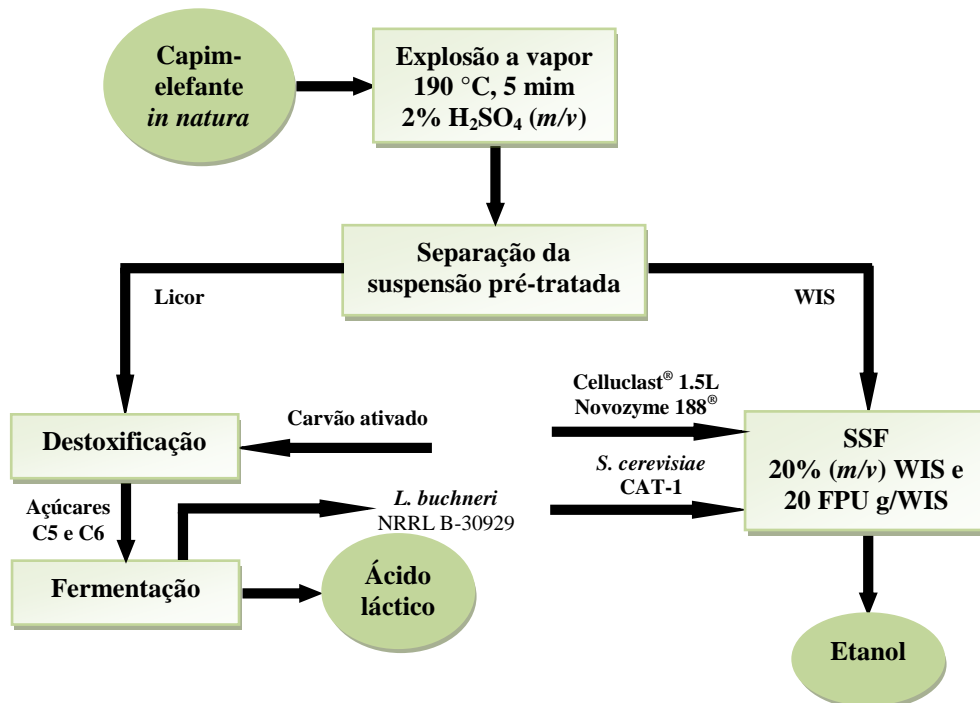 Capim-
elefante
in natura
Explosão a vapor
190 °C, 5 mim
2% H₂SO₄ (m/v)
Separação da
suspensão pré-tratada
Licor
WIS
Destoxificação
Carvão ativado
Celluclast® 1.5L
Novozyme 188®
S. cerevisiae
CAT-1
SSF
20% (m/v) WIS e
20 FPU g/WIS
Açúcares
C5 e C6
L. buchneri
NRRL B-30929
Fermentação
Ácido
láctico
Etanol